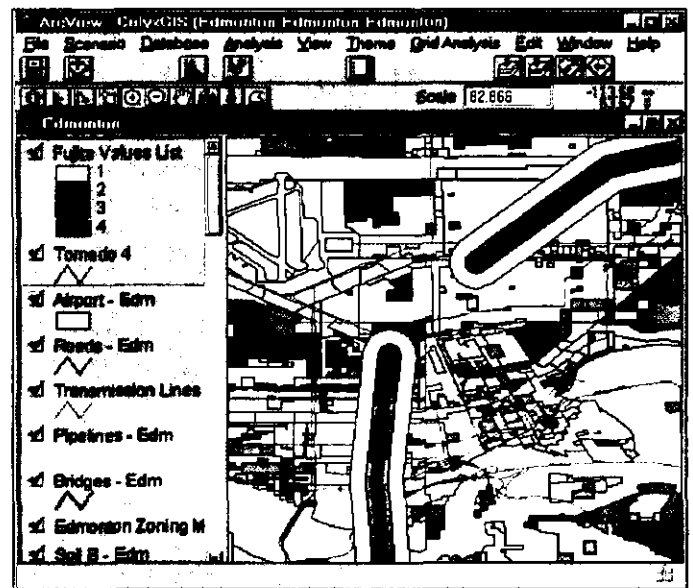 ArcView - CulyxGIS (Edmonton Edmonton Edmonton)
File Scenario Database Analysis View Theme Grid Analysis Edit Window Help
Scale 82,866
Edmonton
Fujita Values List
1
2
3
4
Tornado 4
Airport - Edm
Roads - Edm
Transmission Lines
Pipelines - Edm
Bridges - Edm
Edmonton Zoning M
Soil B - Edm